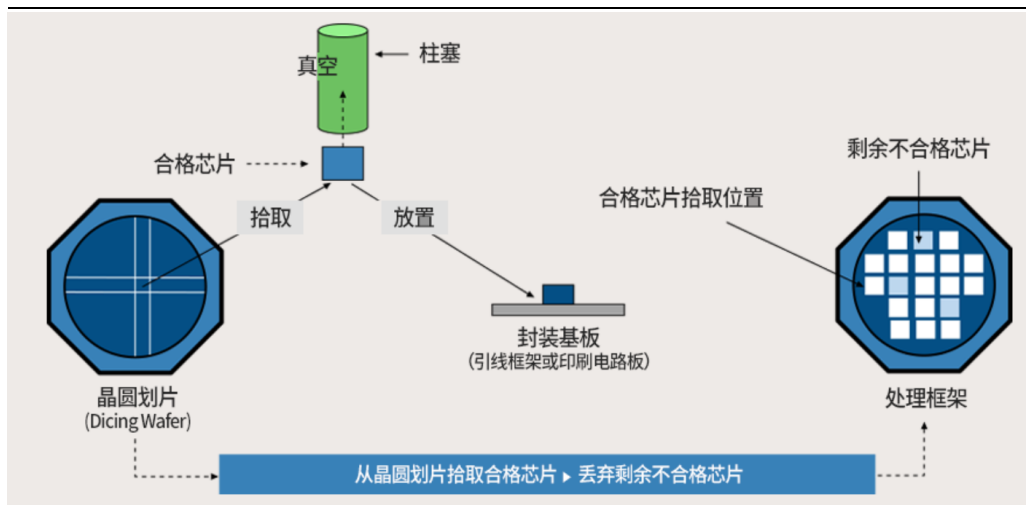 真空
柱塞
合格芯片
拾取
放置
剩余不合格芯片
合格芯片拾取位置
封装基板
(引线框架或印刷电路板)
晶圆划片
(Dicing Wafer)
处理框架
从晶圆划片拾取合格芯片 ▶ 丢弃剩余不合格芯片